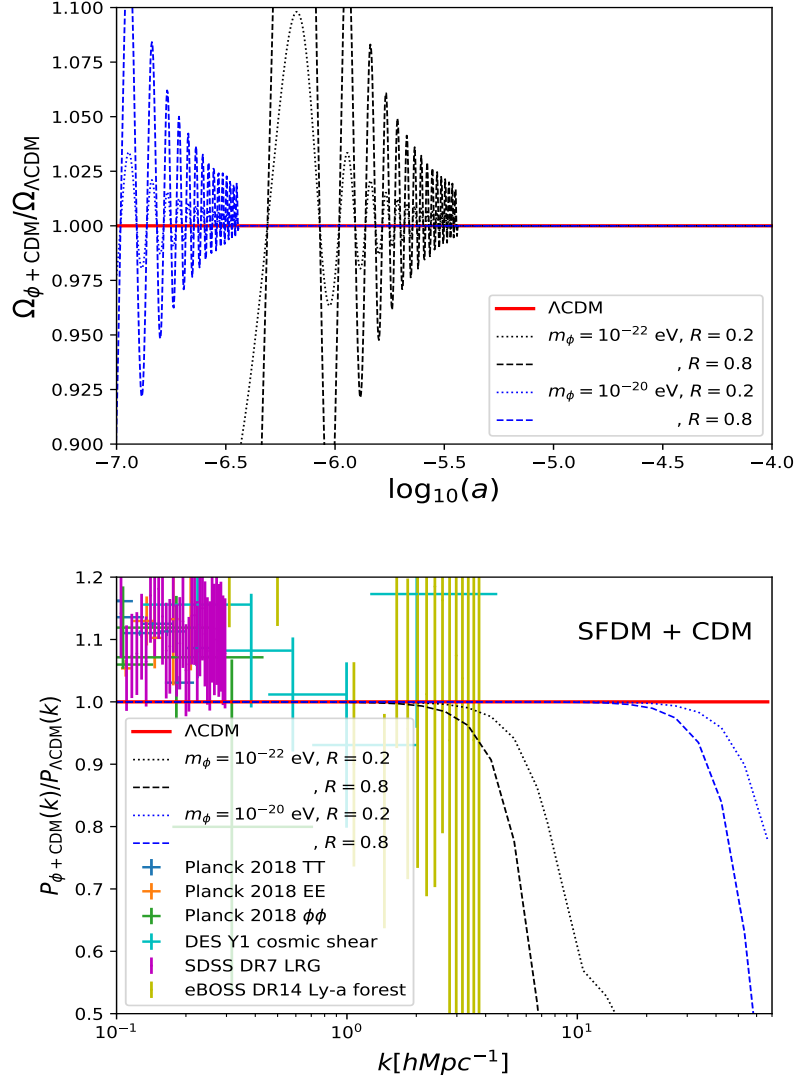 1.100
1.075
1.050
1.025
1.000
0.975
0.950
0.925
0.900
Ωϕ + CDM/ΩΛCDM
ΛCDM
mϕ = 10⁻²² eV, R = 0.2
, R = 0.8
mϕ = 10⁻²⁰ eV, R = 0.2
, R = 0.8
−7.0 −6.5 −6.0 −5.5 −5.0 −4.5 −4.0
log₁₀(a)
1.2
1.1
1.0
0.9
0.8
0.7
0.6
0.5
Pϕ + CDM(k)/PΛCDM(k)
SFDM + CDM
ΛCDM
mϕ = 10⁻²² eV, R = 0.2
, R = 0.8
mϕ = 10⁻²⁰ eV, R = 0.2
, R = 0.8
Planck 2018 TT
Planck 2018 EE
Planck 2018 ϕϕ
DES Y1 cosmic shear
SDSS DR7 LRG
eBOSS DR14 Ly-a forest
10⁻¹ 10⁰ 10¹
k[hMpc⁻¹]